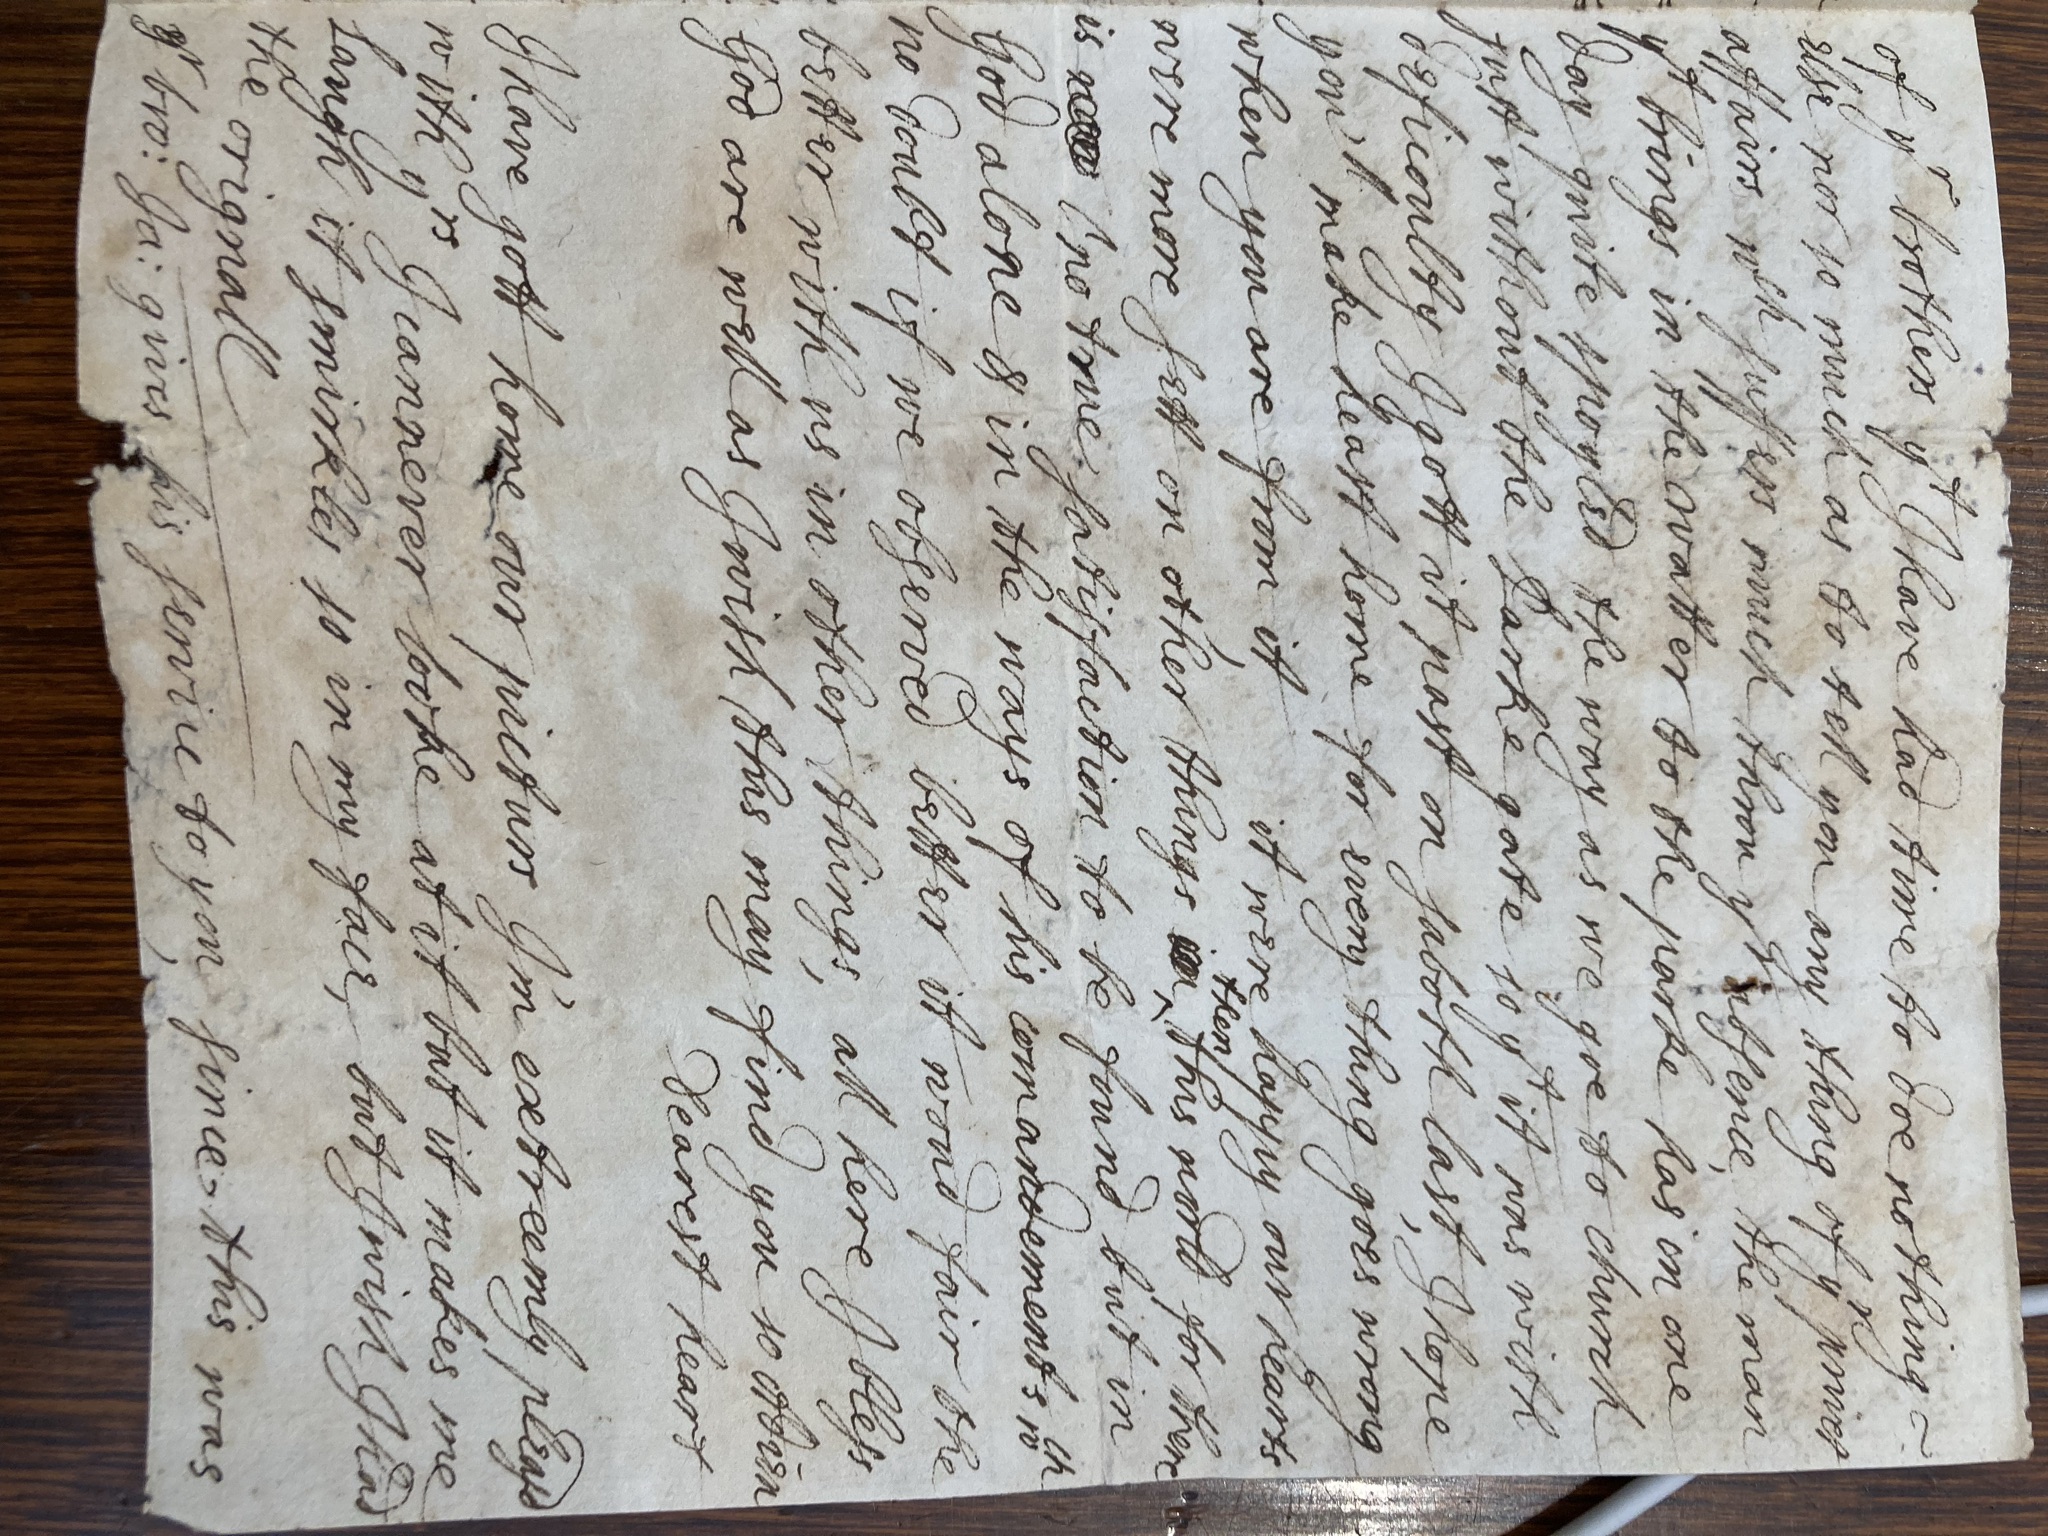 of yr brothers yt I have had time to doe nothing
else nor so much as to tell you any thing of yr privet
affairs wch suffers much throu yr absence, the man
yt brings in the watter to the parke has in one
day quite spoyled the way as we goe to church
just without the Parke gate so yt it was with
deficoulty I gott it past on saboth last, I hope
you'll make heast home for every thing goes wrong
when you are from it, it were happy our hearts
were more sett on other things then this world for there
is no true satisfaction to be found but in
God alone & in the ways of his comandements wch
no doubt if we observed better it woud fair the
better with us in other things, all here I bless
God are well as I wish this may find you so Adieu
Dearest heart
I have gott home our picturs I'm extreemly pleasd
with yrs I can never looke at it but it makes me
laugh it smirkles so in my face, but I wish I had
the orignall
yr bro: Ja: gives his service to you, since this was